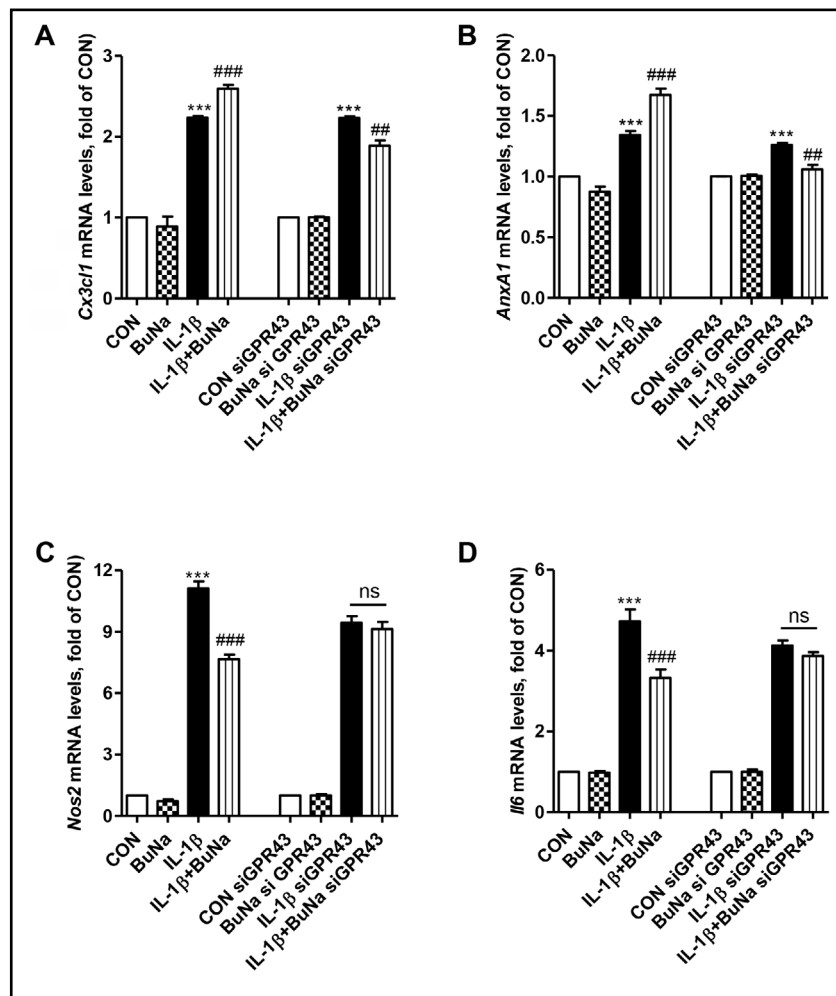 A
Cx3cl1 mRNA levels, fold of CON)
3
2
1
0
***
###
***
##
CON
BuNa
IL-1β
IL-1β+BuNa
CON siGPR43
BuNa si GPR43
IL-1β siGPR43
IL-1β+BuNa siGPR43
B
AnxA1 mRNA levels, fold of CON)
2.0
1.5
1.0
0.5
0.0
***
###
***
##
CON
BuNa
IL-1β
IL-1β+BuNa
CON siGPR43
BuNa si GPR43
IL-1β siGPR43
IL-1β+BuNa siGPR43
C
Nos2 mRNA levels, fold of CON)
12
9
6
3
0
***
###
ns
CON
BuNa
IL-1β
IL-1β+BuNa
CON siGPR43
BuNa si GPR43
IL-1β siGPR43
IL-1β+BuNa siGPR43
D
Il6 mRNA levels, fold of CON)
6
4
2
0
***
###
ns
CON
BuNa
IL-1β
IL-1β+BuNa
CON siGPR43
BuNa si GPR43
IL-1β siGPR43
IL-1β+BuNa siGPR43